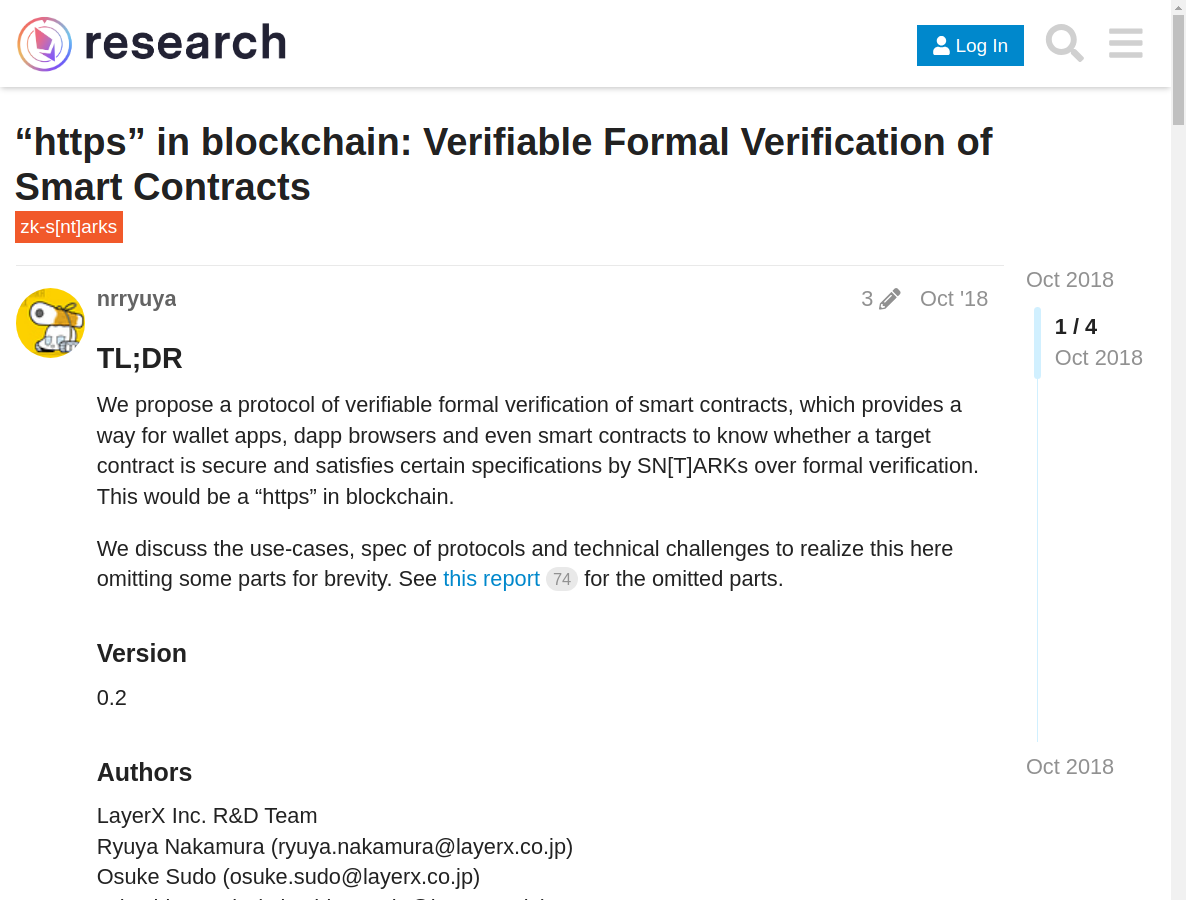 research
Log In
“https” in blockchain: Verifiable Formal Verification of
Smart Contracts
zk-s[nt]arks
nrryuya
3
Oct '18
Oct 2018
1 / 4
Oct 2018
TL;DR
We propose a protocol of verifiable formal verification of smart contracts, which provides a
way for wallet apps, dapp browsers and even smart contracts to know whether a target
contract is secure and satisfies certain specifications by SN[T]ARKs over formal verification.
This would be a “https” in blockchain.
We discuss the use-cases, spec of protocols and technical challenges to realize this here
omitting some parts for brevity. See this report 74 for the omitted parts.
Version
0.2
Authors
Oct 2018
LayerX Inc. R&D Team
Ryuya Nakamura (ryuya.nakamura@layerx.co.jp)
Osuke Sudo (osuke.sudo@layerx.co.jp)